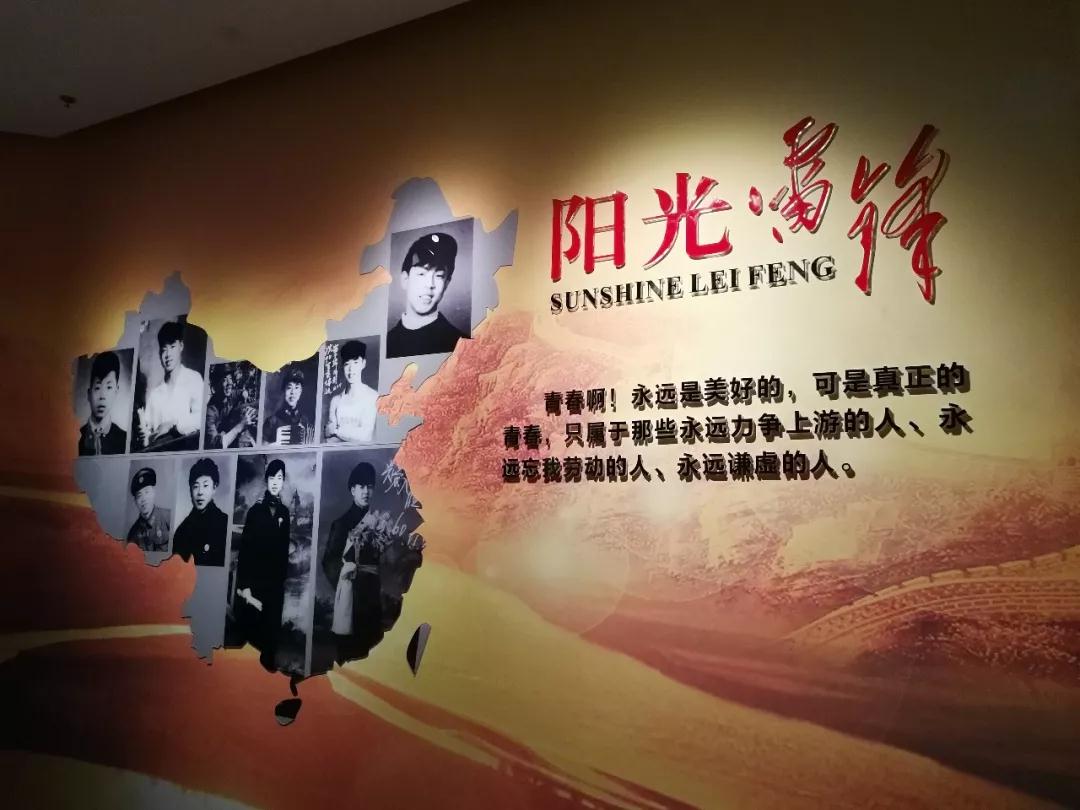 阳光雷锋
SUNSHINE LEI FENG
青春啊！永远是美好的，可是真正的
青春，只属于那些永远力争上游的人、永
远忘我劳动的人、永远谦虚的人。